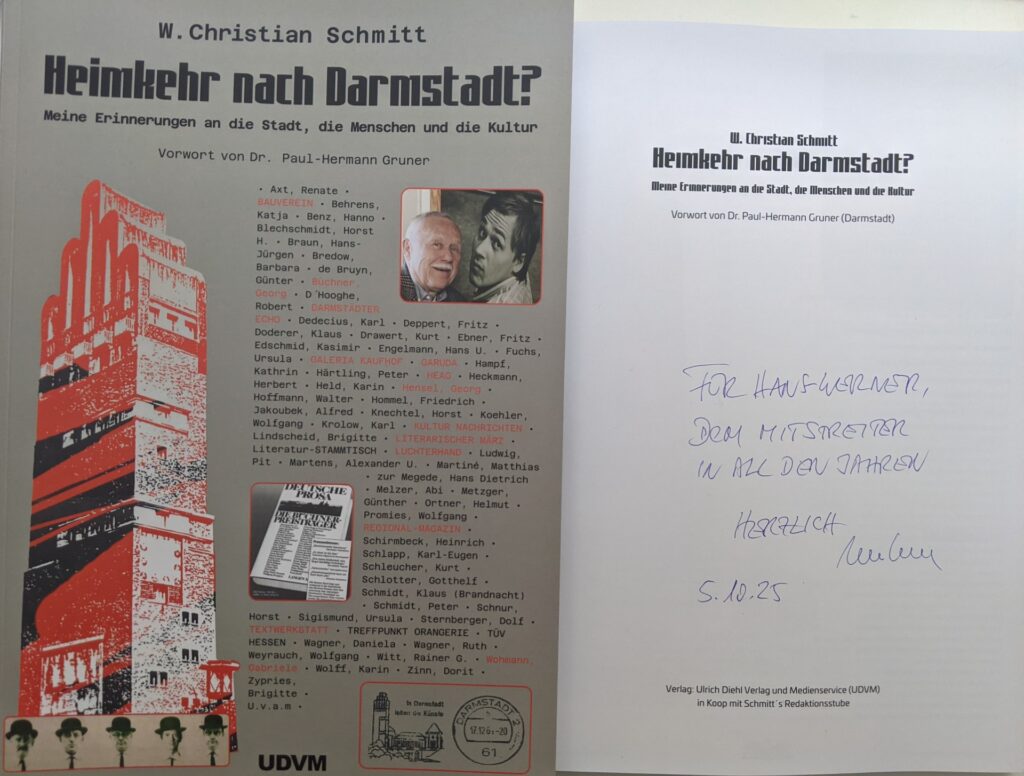 W. Christian Schmitt
Heimkehr nach Darmstadt?
Meine Erinnerungen an die Stadt, die Menschen und die Kultur
Vorwort von Dr. Paul-Hermann Gruner
· Axt, Renate ·
BAUVEREIN · Behrens,
Katja · Benz, Hanno ·
Blechschmidt, Horst
H. · Braun, Hans-
Jürgen · Bredow,
Barbara · de Bruyn,
Günter · Büchner,
Georg · D´Hooghe,
Robert · DARMSTÄDTER
ECHO · Dedecius, Karl · Deppert, Fritz ·
Doderer, Klaus · Drawert, Kurt · Ebner, Fritz ·
Edschmid, Kasimir · Engelmann, Hans U. · Fuchs,
Ursula · GALERIA KAUFHOF · GARUDA · Hampf,
Kathrin · Härtling, Peter · HEAG · Heckmann,
Herbert · Held, Karin · Hensel, Georg ·
Hoffmann, Walter · Hommel, Friedrich ·
Jakoubek, Alfred · Knechtel, Horst · Koehler,
Wolfgang · Krolow, Karl · KULTUR NACHRICHTEN ·
Lindscheid, Brigitte · LITERARISCHER MÄRZ ·
Literatur-STAMMTISCH · LUCHTERHAND · Ludwig,
Pit · Martens, Alexander U. · Martiné, Matthias
· zur Megede, Hans Dietrich
· Melzer, Abi · Metzger,
Günther · Ortner, Helmut ·
Promies, Wolfgang ·
REGIONAL-MAGAZIN ·
Schirmbeck, Heinrich ·
Schlapp, Karl-Eugen ·
Schleucher, Kurt ·
Schlotter, Gotthelf ·
Schmidt, Klaus (Brandnacht)
· Schmidt, Peter · Schnur,
Horst · Sigismund, Ursula · Sternberger, Dolf ·
TEXTWERKSTATT · TREFFPUNKT ORANGERIE · TÜV
HESSEN · Wagner, Daniela · Wagner, Ruth ·
Weyrauch, Wolfgang · Witt, Rainer G. · Wohmann,
Gabriele · Wolff, Karin · Zinn, Dorit ·
Zypries,
Brigitte ·
U.v.a.m ·
DEUTSCHE
PROSA
DIE BÜCHNER-
PREISTRÄGER
In Darmstadt
leben die Künste
DARMSTADT 2
61
UDVM
W. Christian Schmitt
Heimkehr nach Darmstadt?
Meine Erinnerungen an die Stadt, die Menschen und die Kultur
Vorwort von Dr. Paul-Hermann Gruner (Darmstadt)
FÜR HANS-WERNER,
DEM MITSTREITER
IN ALL DEN JAHREN
HERZLICH
5.10.25
Verlag: Ulrich Diehl Verlag und Medienservice (UDVM)
in Koop mit Schmitt´s Redaktionsstube